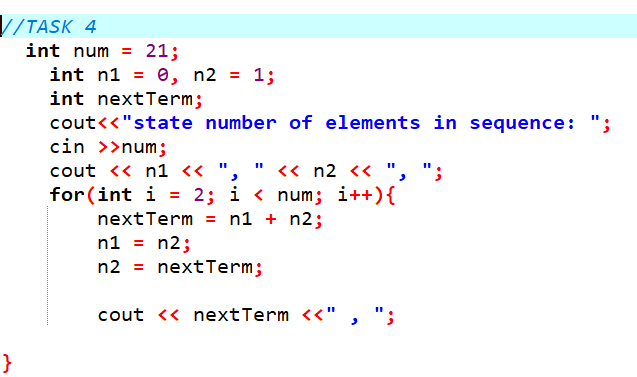 //TASK 4
int num = 21;
int n1 = 0, n2 = 1;
int nextTerm;
cout<<"state number of elements in sequence: ";
cin >>num;
cout << n1 << ", " << n2 << ", ";
for(int i = 2; i < num; i++){
nextTerm = n1 + n2;
n1 = n2;
n2 = nextTerm;
cout << nextTerm <<" , ";
}